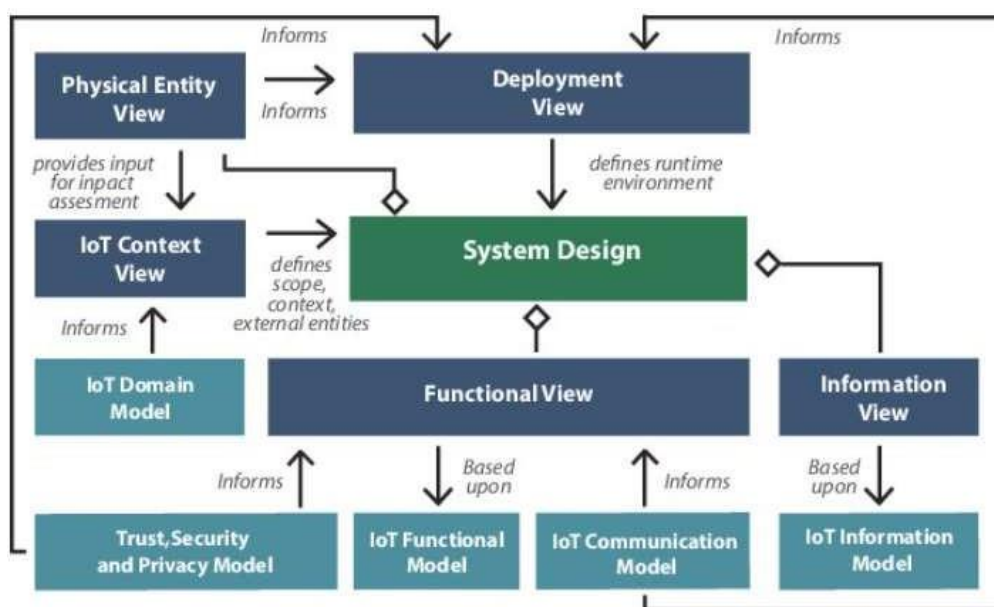 Informs
Informs
Physical Entity
View
Informs
Deployment
View
provides input
for inpact
assesment
defines runtime
environment
IoT Context
View
defines
scope,
context,
external entities
System Design
Informs
IoT Domain
Model
Functional View
Information
View
Informs
Based
upon
Informs
Based
upon
Trust,Security
and Privacy Model
IoT Functional
Model
IoT Communication
Model
IoT Information
Model